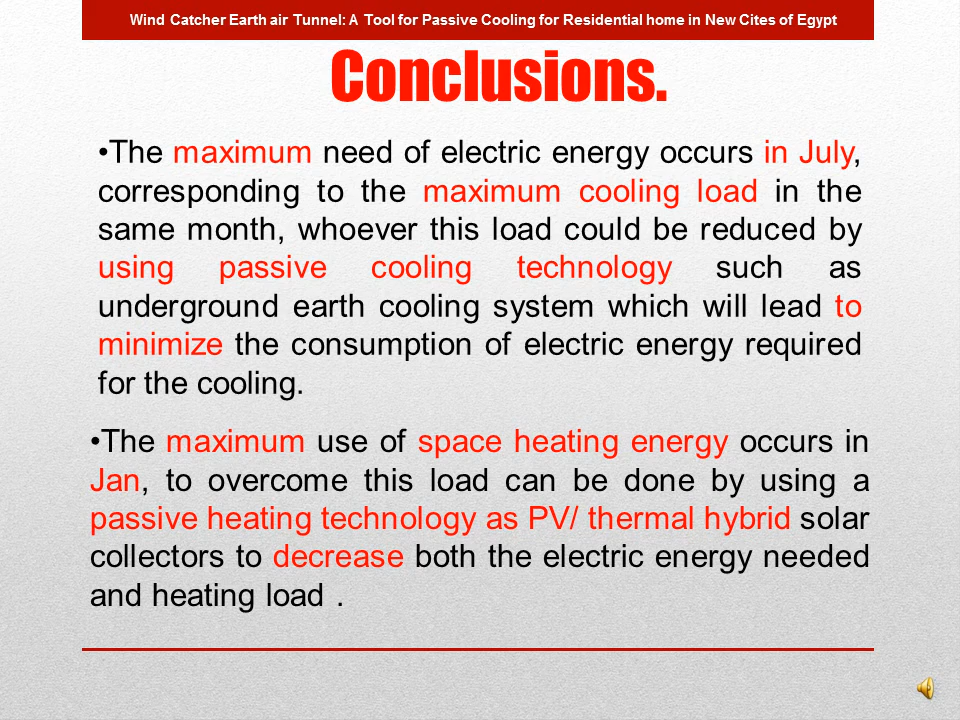 Wind Catcher Earth air Tunnel: A Tool for Passive Cooling for Residential home in New Cites of Egypt
Conclusions.
•The maximum need of electric energy occurs in July,
corresponding to the maximum cooling load in the
same month, whoever this load could be reduced by
using passive cooling technology such as
underground earth cooling system which will lead to
minimize the consumption of electric energy required
for the cooling.
•The maximum use of space heating energy occurs in
Jan, to overcome this load can be done by using a
passive heating technology as PV/ thermal hybrid solar
collectors to decrease both the electric energy needed
and heating load .